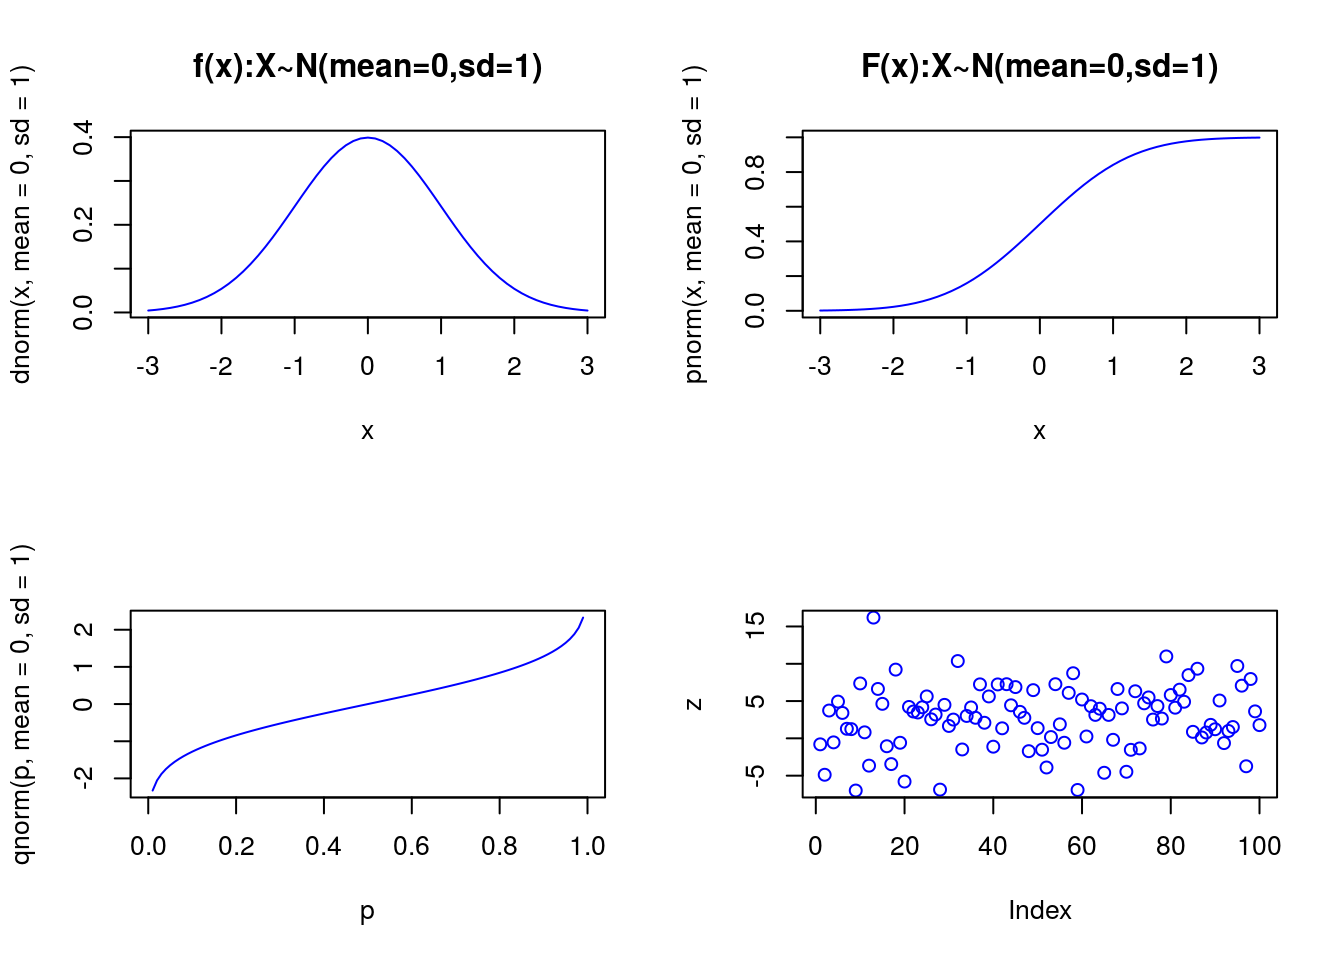 f(x):X~N(mean=0,sd=1)
dnorm(x, mean = 0, sd = 1)
0.4
0.2
0.0
-3 -2 -1 0 1 2 3
x
F(x):X~N(mean=0,sd=1)
pnorm(x, mean = 0, sd = 1)
0.8
0.4
0.0
-3 -2 -1 0 1 2 3
x
qnorm(p, mean = 0, sd = 1)
2
1
0
-2
0.0 0.2 0.4 0.6 0.8 1.0
p
z
15
5
-5
0 20 40 60 80 100
Index